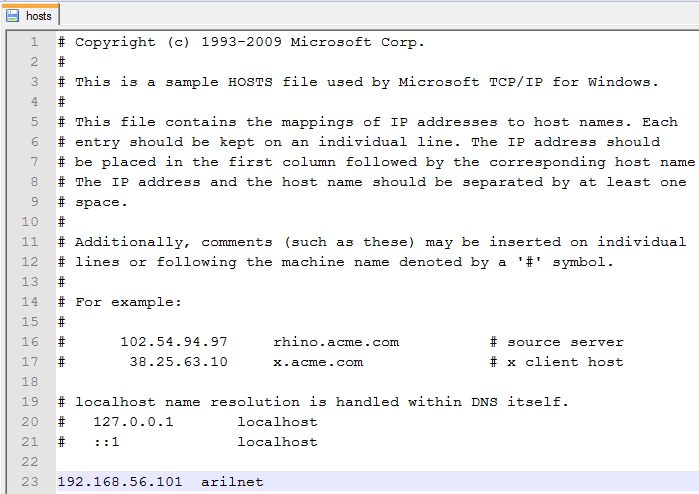 hosts
1 # Copyright (c) 1993-2009 Microsoft Corp.
2 #
3 # This is a sample HOSTS file used by Microsoft TCP/IP for Windows.
4 #
5 # This file contains the mappings of IP addresses to host names. Each
6 # entry should be kept on an individual line. The IP address should
7 # be placed in the first column followed by the corresponding host name
8 # The IP address and the host name should be separated by at least one
9 # space.
10 #
11 # Additionally, comments (such as these) may be inserted on individual
12 # lines or following the machine name denoted by a '#' symbol.
13 #
14 # For example:
15 #
16 #      102.54.94.97     rhino.acme.com          # source server
17 #       38.25.63.10     x.acme.com              # x client host
18
19 # localhost name resolution is handled within DNS itself.
20 #   127.0.0.1       localhost
21 #   ::1             localhost
22
23 192.168.56.101  arilnet